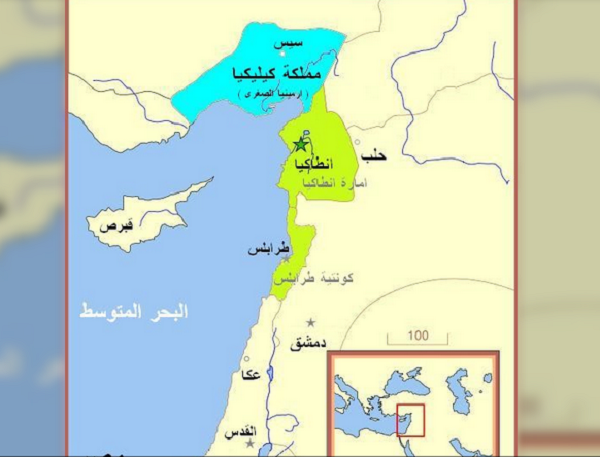 سيس
مملكة كيليكيا
( ارمينيا الصغرى )
انطاكيا
حلب
امارة انطاكيا
قبرص
طرابلس
كونتية طرابلس
البحر المتوسط
100
دمشق
عكا
القدس